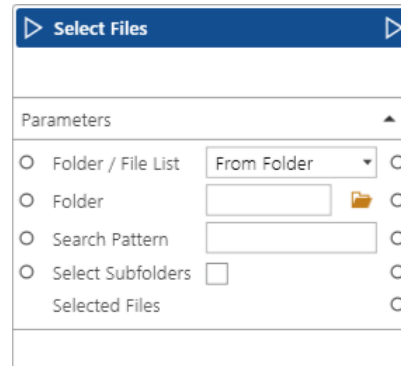 Select Files
Parameters
Folder / File List From Folder
Folder
Search Pattern
Select Subfolders
Selected Files